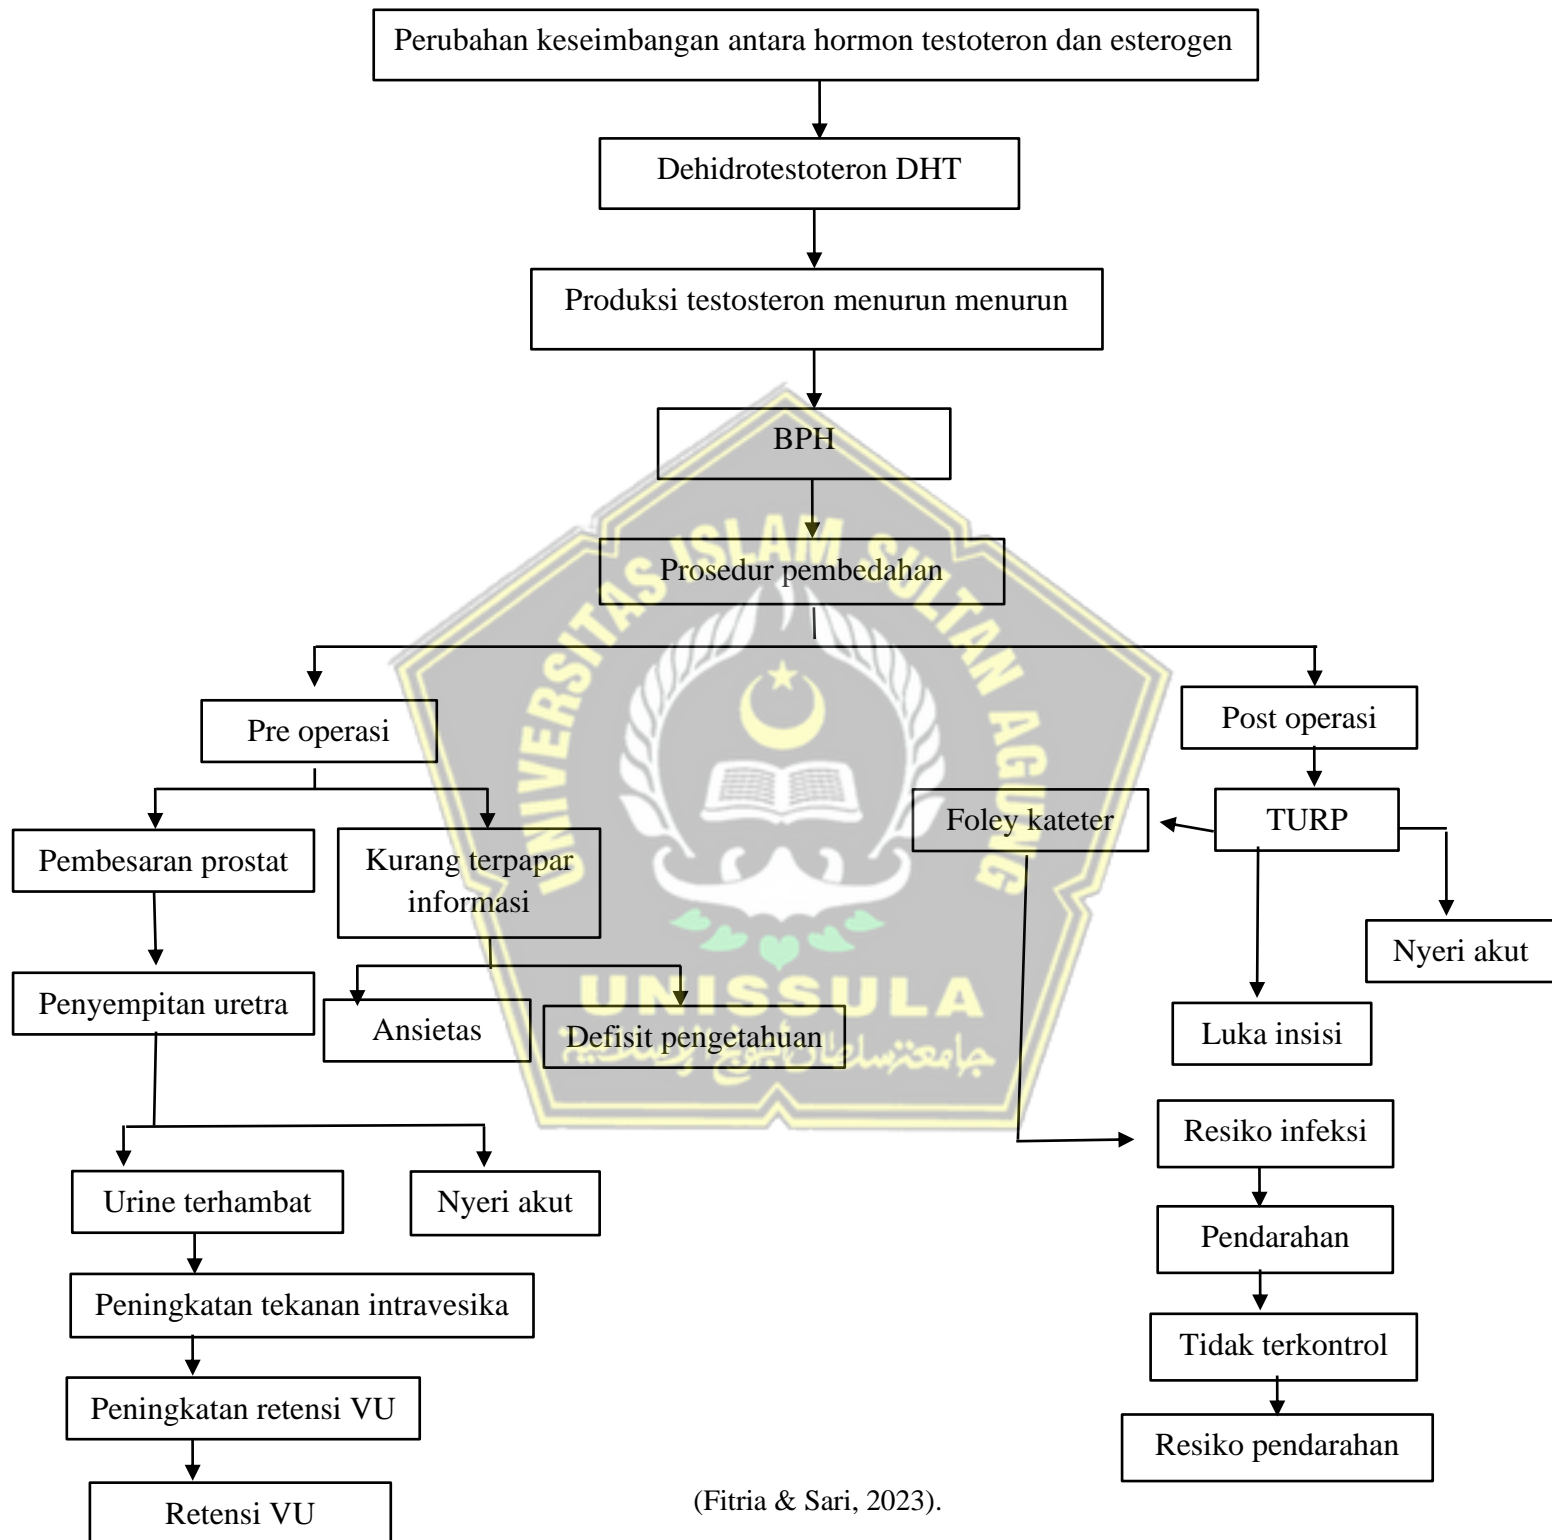 Perubahan keseimbangan antara hormon testoteron dan esterogen
Dehidrotestoteron DHT
Produksi testosteron menurun menurun
BPH
Prosedur pembedahan
UNIVERSITAS ISLAM SULTAN AGUNG
Pre operasi
Post operasi
Pembesaran prostat
Kurang terpapar
informasi
Foley kateter
TURP
Nyeri akut
Penyempitan uretra
Ansietas
Defisit pengetahuan
UNISSULA
Luka insisi
Resiko infeksi
Urine terhambat
Nyeri akut
Pendarahan
Peningkatan tekanan intravesika
Tidak terkontrol
Peningkatan retensi VU
Resiko pendarahan
Retensi VU
(Fitria & Sari, 2023).